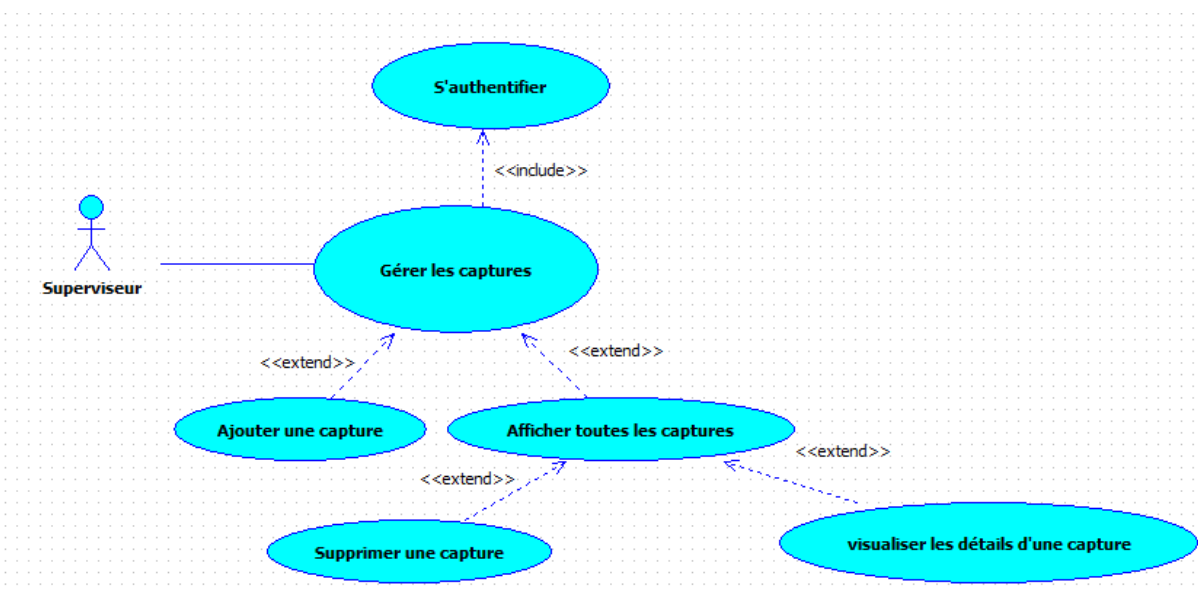 S'authentifier
<<include>>
Gérer les captures
Superviseur
<<extend>>
<<extend>>
Ajouter une capture
Afficher toutes les captures
<<extend>>
<<extend>>
Supprimer une capture
visualiser les détails d'une capture